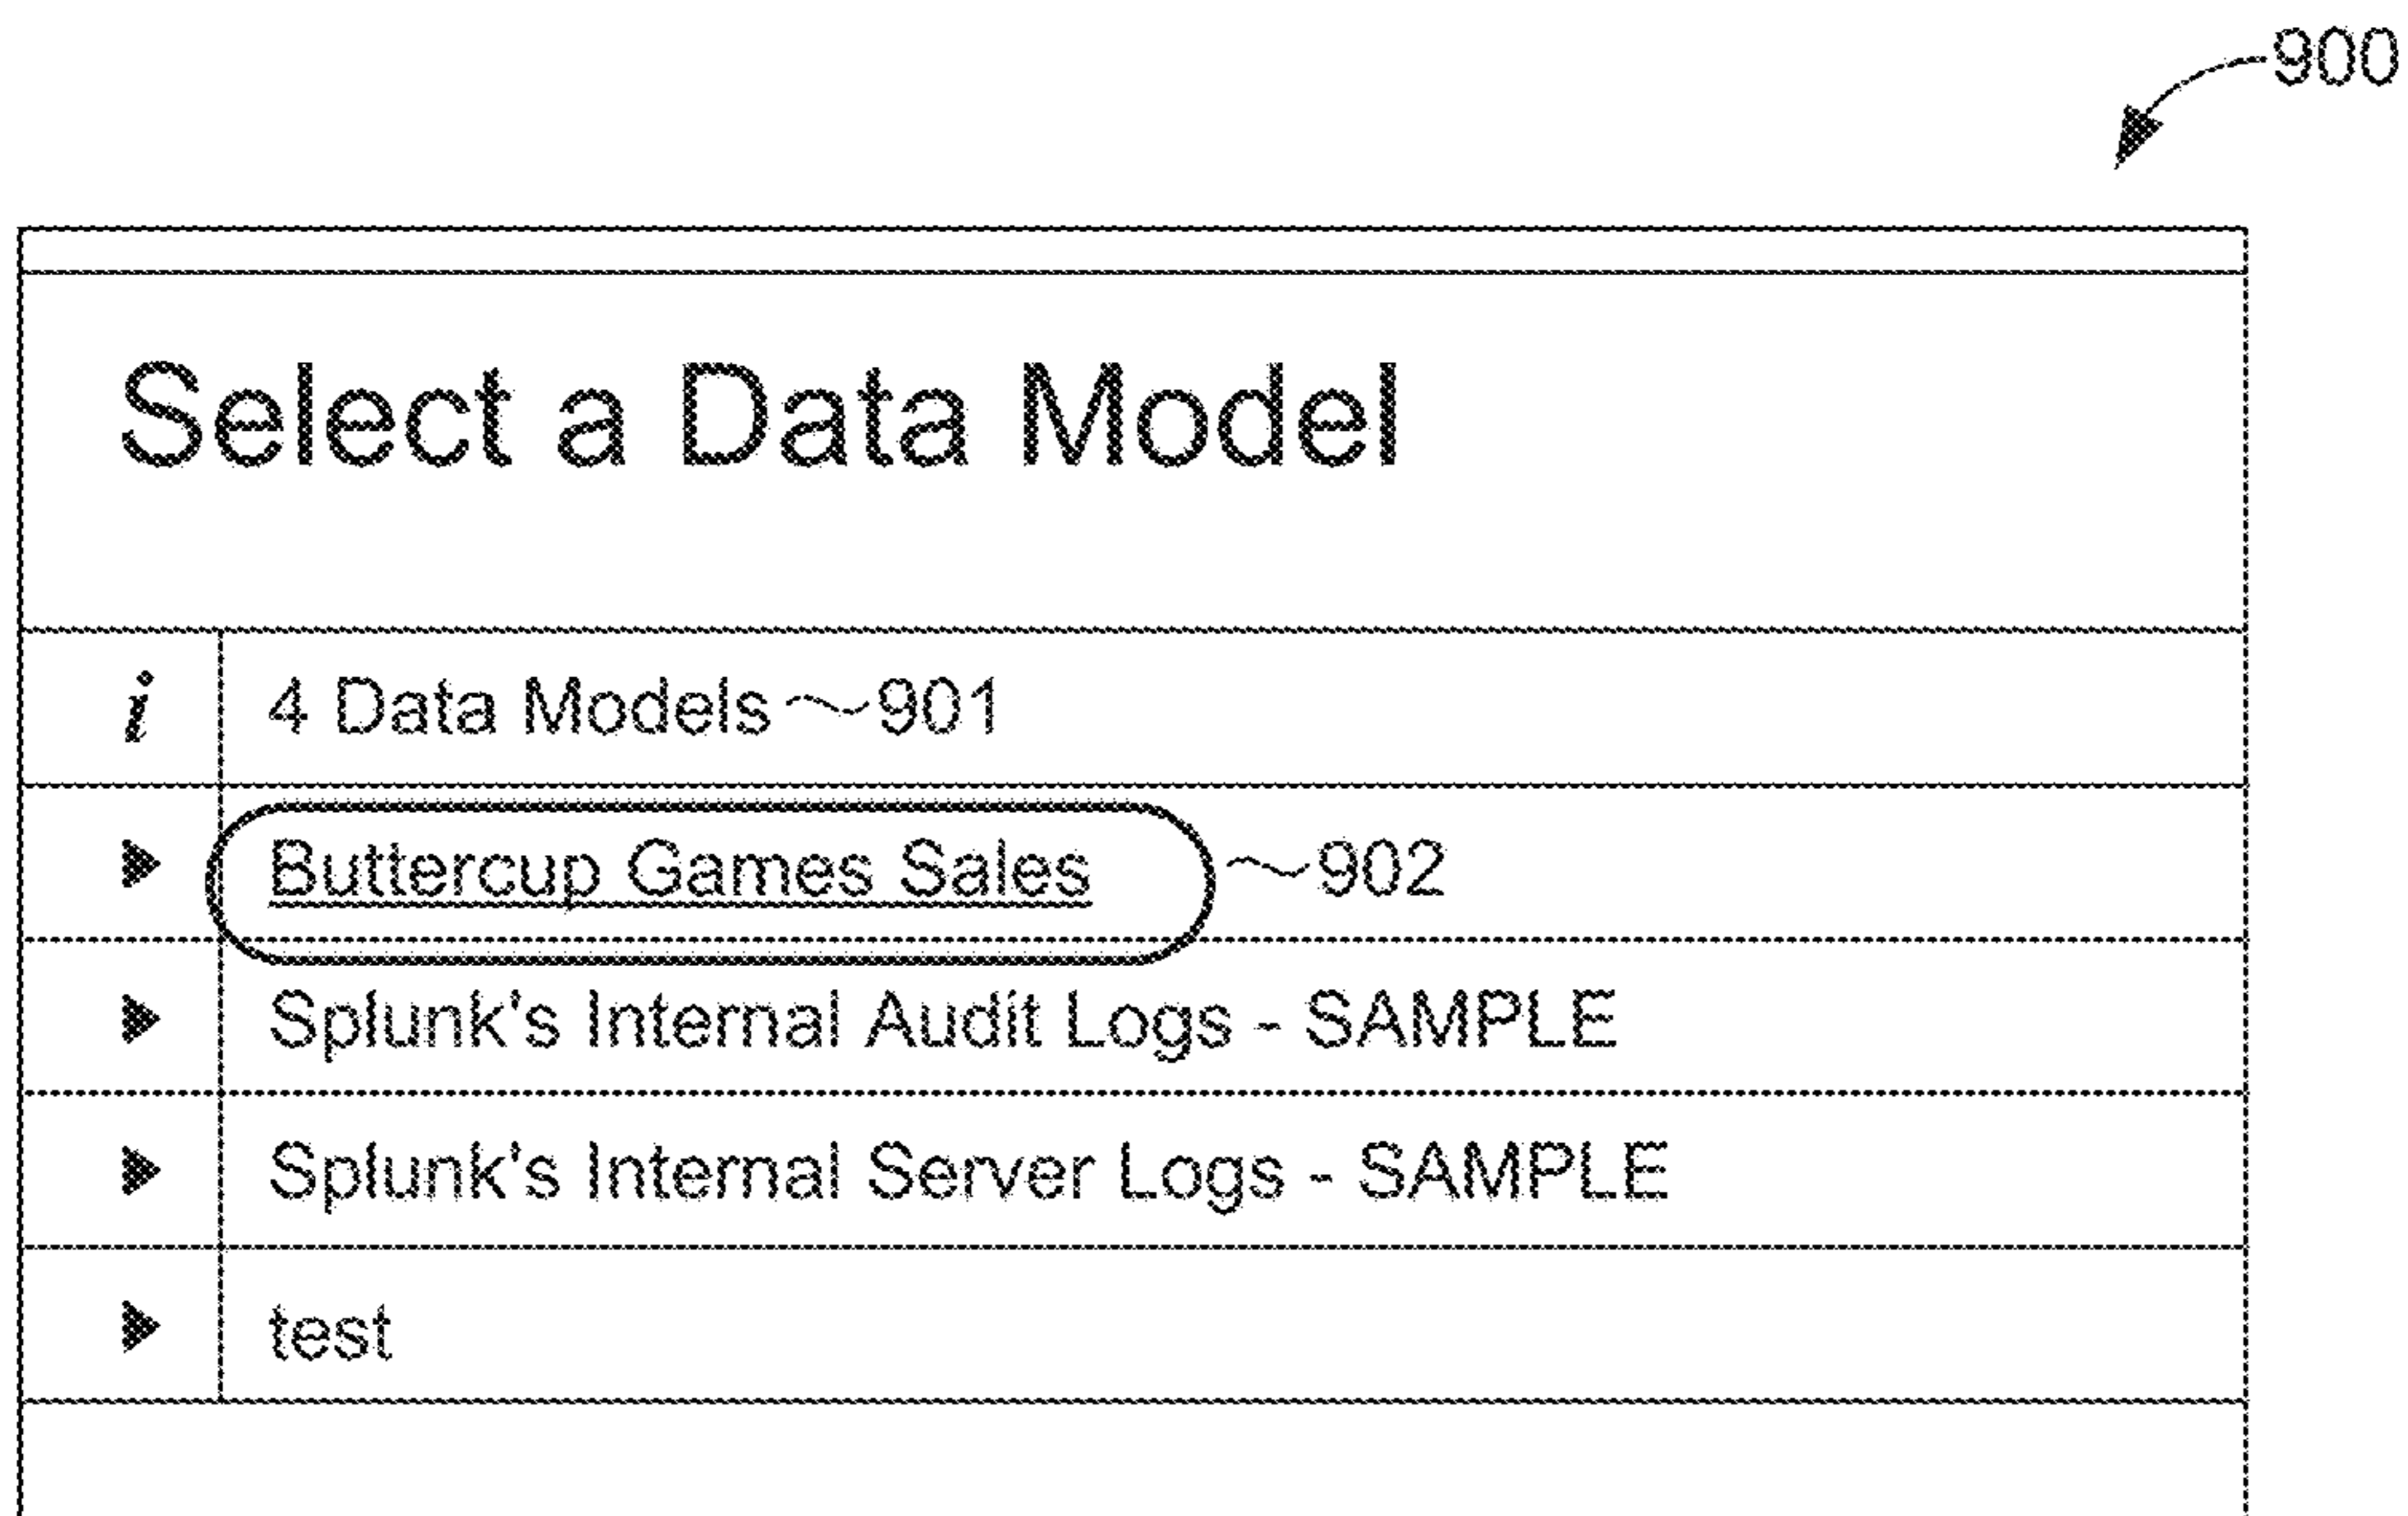 900
Select a Data Model
i 4 Data Models 901
Buttercup Games Sales 902
Splunk's Internal Audit Logs - SAMPLE
Splunk's Internal Server Logs - SAMPLE
test